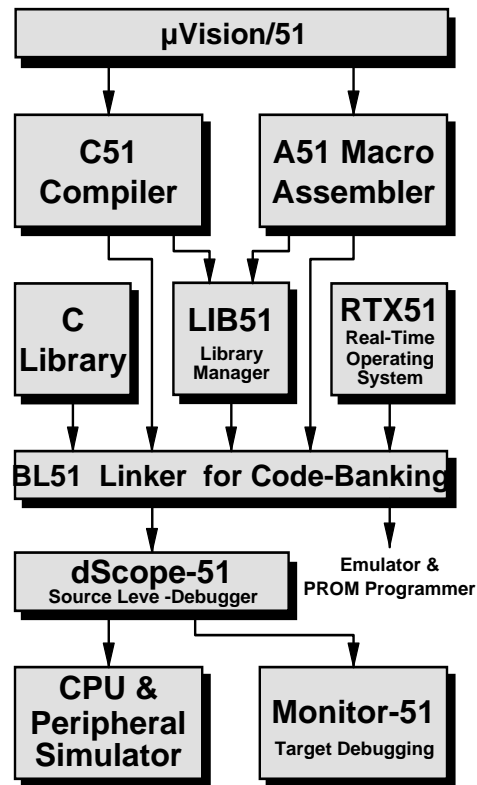 µVision/51
C51
Compiler
A51 Macro
Assembler
C
Library
LIB51
Library
Manager
RTX51
Real-Time
Operating
System
BL51 Linker for Code-Banking
Emulator &
PROM Programmer
dScope-51
Source Leve -Debugger
CPU &
Peripheral
Simulator
Monitor-51
Target Debugging